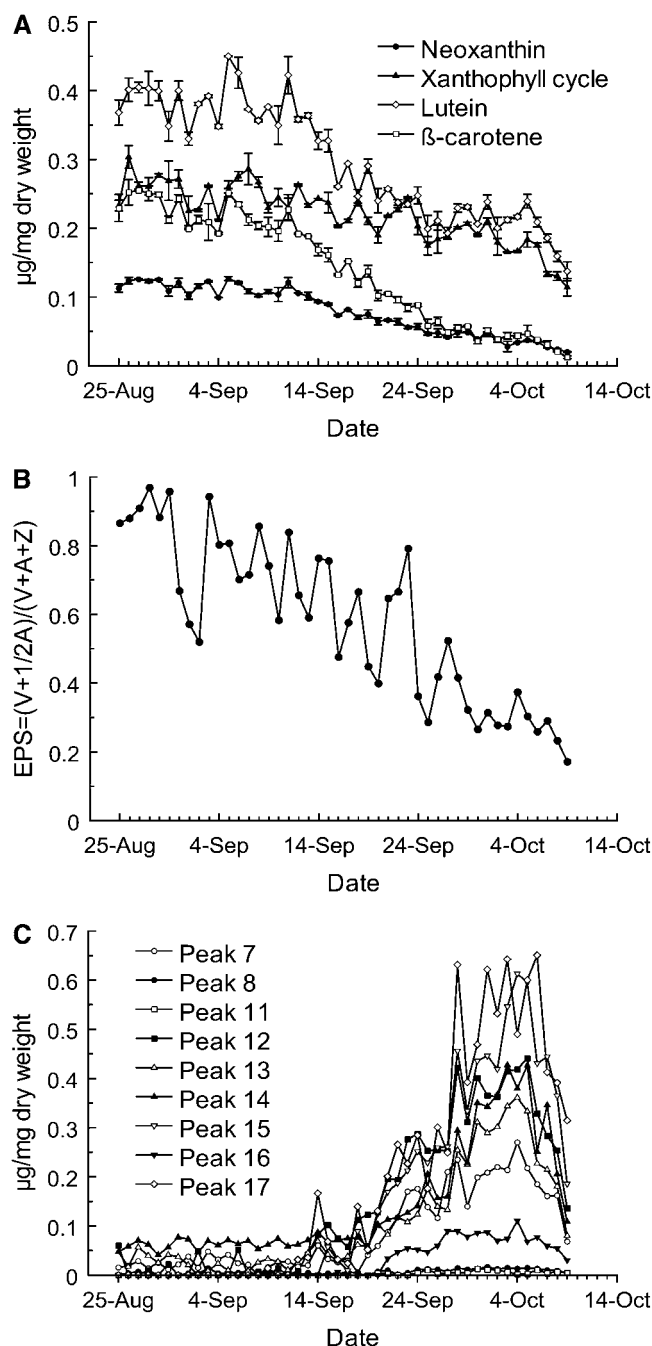 A
0.5
0.4
0.3
0.2
0.1
0
µg/mg dry weight
Neoxanthin
Xanthophyll cycle
Lutein
ß-carotene
25-Aug 4-Sep 14-Sep 24-Sep 4-Oct 14-Oct
Date
B
1
0.8
0.6
0.4
0.2
0
EPS=(V+1/2A)/(V+A+Z)
25-Aug 4-Sep 14-Sep 24-Sep 4-Oct 14-Oct
Date
C
0.7
0.6
0.5
0.4
0.3
0.2
0.1
0
µg/mg dry weight
Peak 7
Peak 8
Peak 11
Peak 12
Peak 13
Peak 14
Peak 15
Peak 16
Peak 17
25-Aug 4-Sep 14-Sep 24-Sep 4-Oct 14-Oct
Date